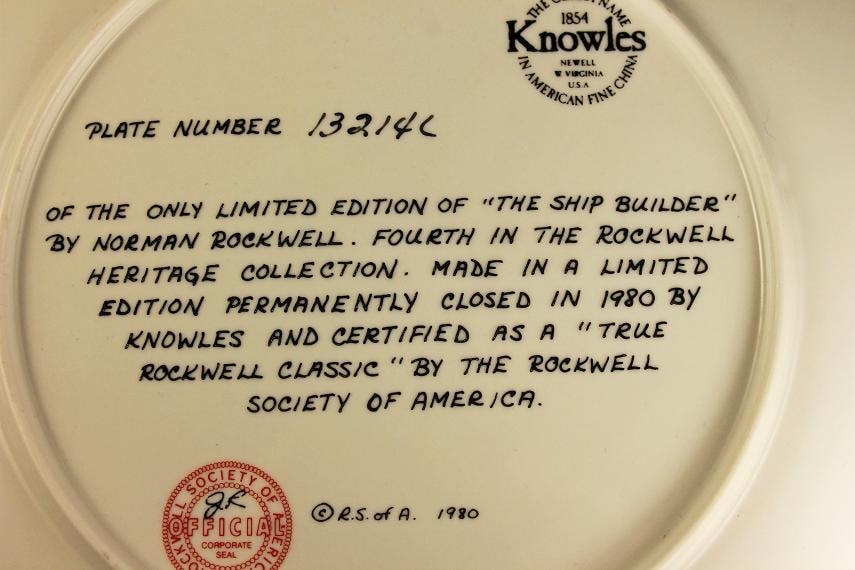 THE
NAME
1854
Knowles
NEWELL
W VIRGINIA
U.S.A
IN AMERICAN FINE CHINA
PLATE NUMBER 13214L
OF THE ONLY LIMITED EDITION OF "THE SHIP BUILDER"
BY NORMAN ROCKWELL. FOURTH IN THE ROCKWELL
HERITAGE COLLECTION. MADE IN A LIMITED
EDITION PERMANENTLY CLOSED IN 1980 BY
KNOWLES AND CERTIFIED AS A "TRUE
ROCKWELL CLASSIC" BY THE ROCKWELL
SOCIETY OF AMERICA.
ROCKWELL SOCIETY OF AMERICA
OFFICIAL
CORPORATE
SEAL
© R.S. of A. 1980